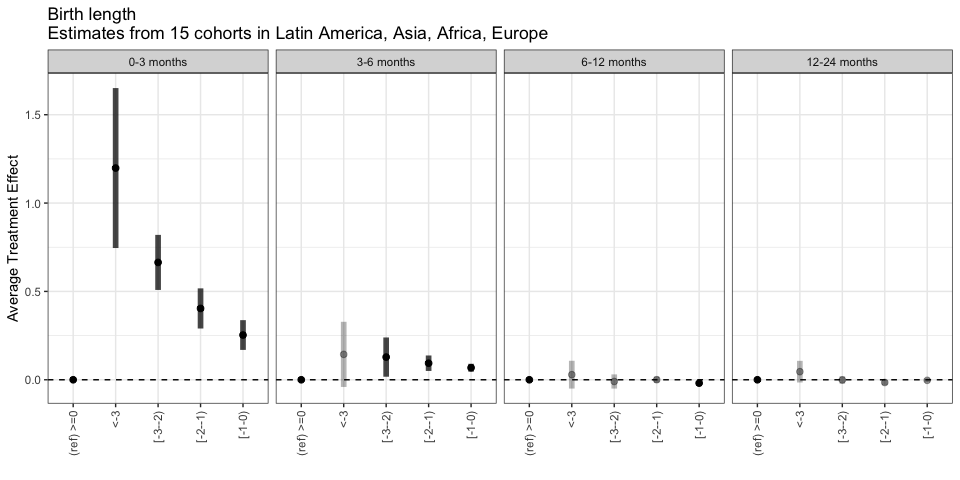 Birth length
Estimates from 15 cohorts in Latin America, Asia, Africa, Europe
0-3 months
3-6 months
6-12 months
12-24 months
Average Treatment Effect
1.5
1.0
0.5
0.0
(ref) >=0
<-3
[-3--2)
[-2--1)
[-1-0)
(ref) >=0
<-3
[-3--2)
[-2--1)
[-1-0)
(ref) >=0
<-3
[-3--2)
[-2--1)
[-1-0)
(ref) >=0
<-3
[-3--2)
[-2--1)
[-1-0)